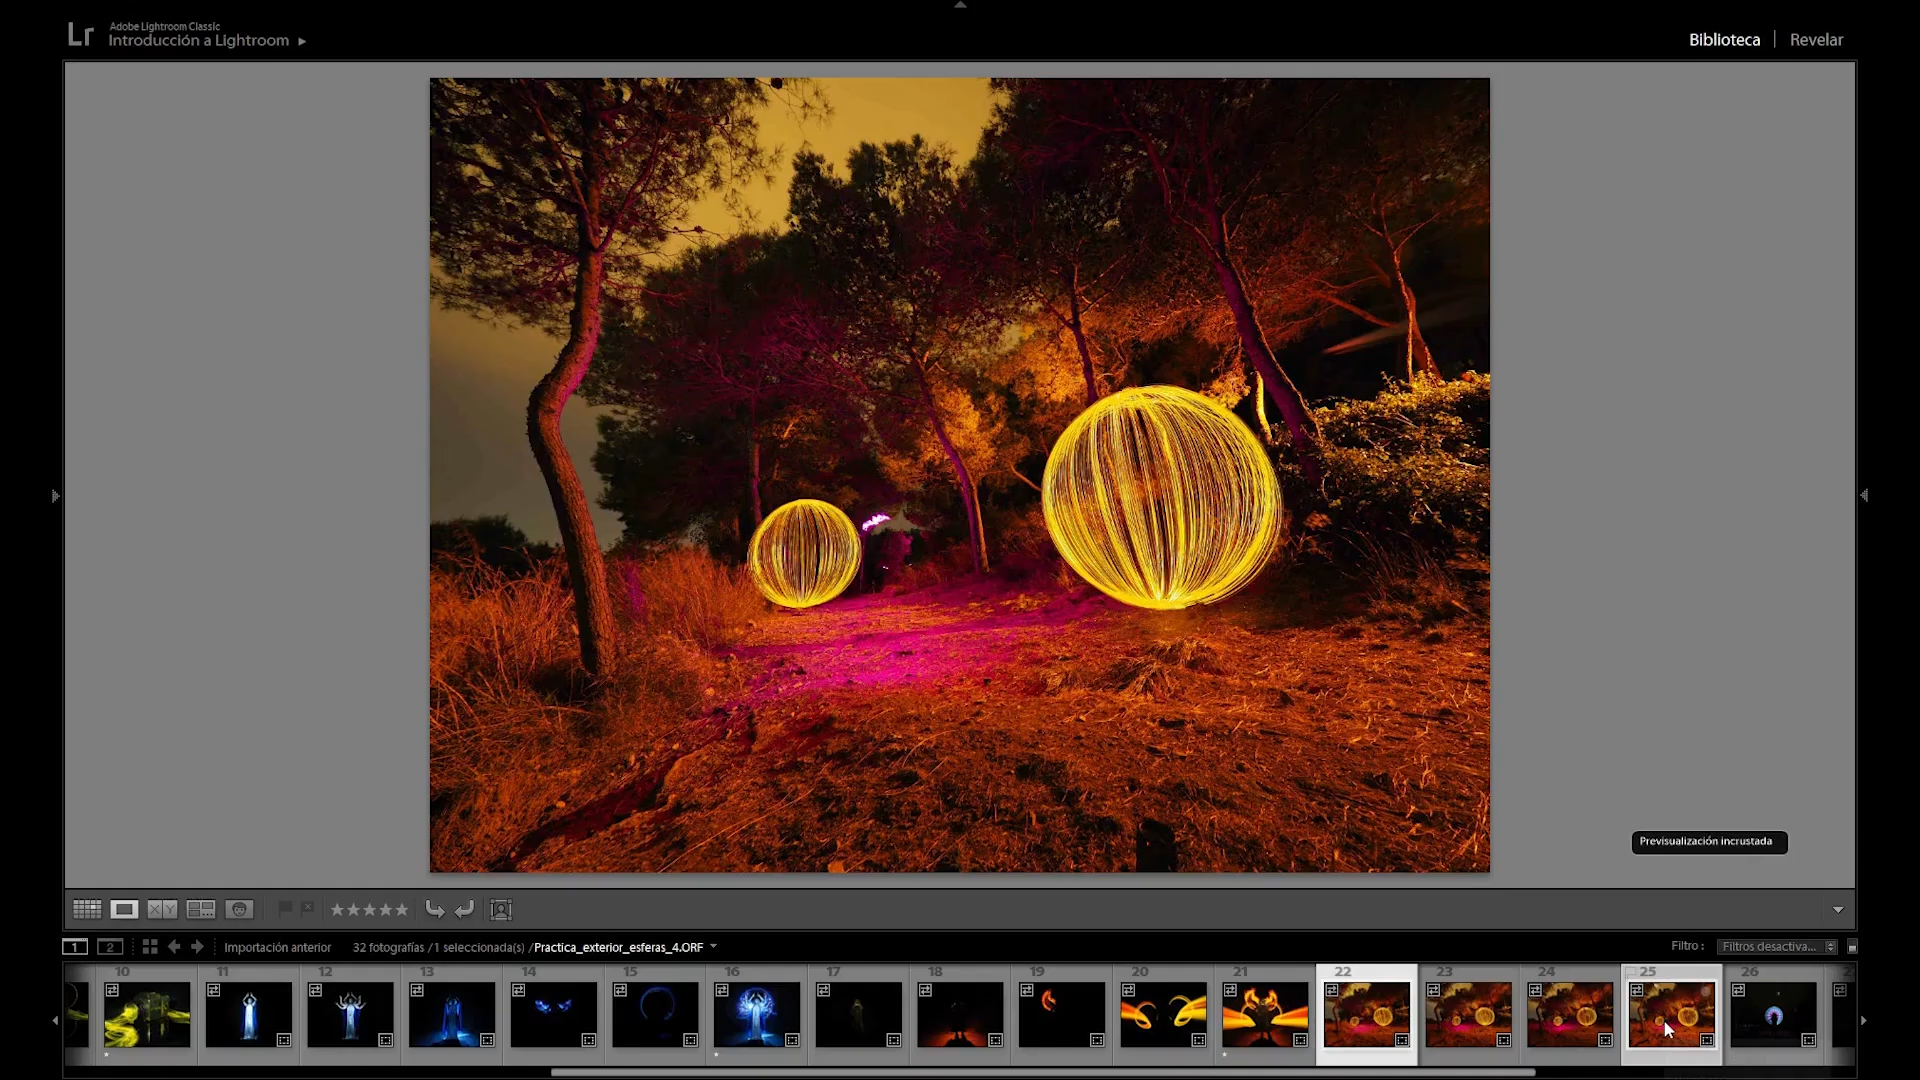 Lr
Adobe Lightroom Classic
Introducción a Lightroom
Biblioteca | Revelar
Previsualización incrustada
XY
1 2 Importación anterior 32 fotografías /1 seleccionada(s) /Practica_exterior_esferas_4.ORF Filtro : Filtros desactiva...
10 11 12 13 14 15 16 17 18 19 20 21 22 23 24 25 26